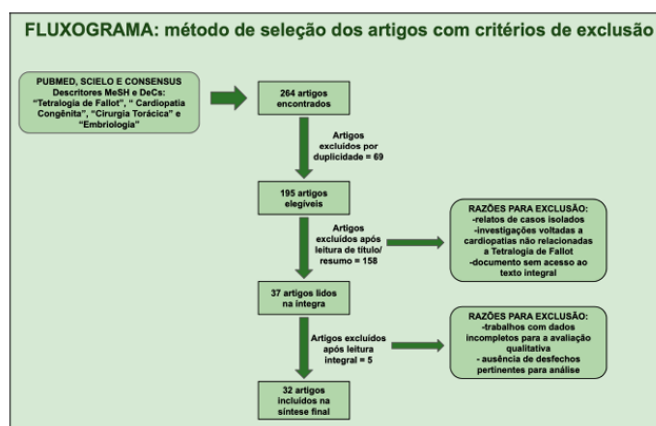 FLUXOGRAMA: método de seleção dos artigos com critérios de exclusão
PUBMED, SCIELO E CONSENSUS
Descritores MeSH e DeCs:
“Tetralogia de Fallot”, “ Cardiopatia
Congênita”, “Cirurgia Torácica” e
“Embriologia”
264 artigos
encontrados
Artigos
excluídos por
duplicidade = 69
195 artigos
elegíveis
Artigos
excluídos após
leitura de título/
resumo = 158
RAZÕES PARA EXCLUSÃO:
-relatos de casos isolados
-investigações voltadas a
cardiopatias não relacionadas
a Tetralogia de Fallot
-documento sem acesso ao
texto integral
37 artigos lidos
na íntegra
Artigos excluídos
após leitura
integral = 5
RAZÕES PARA EXCLUSÃO:
-trabalhos com dados
incompletos para a avaliação
qualitativa
- ausência de desfechos
pertinentes para análise
32 artigos
incluídos na
síntese final